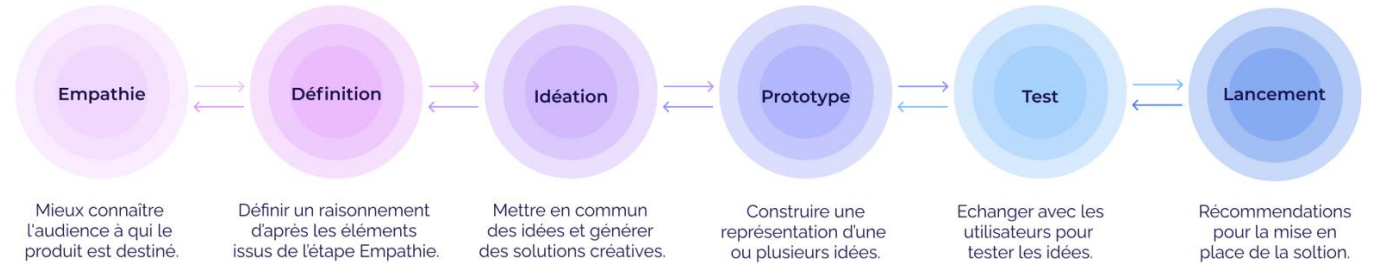 Empathie
Définition
Idéation
Prototype
Test
Lancement
Mieux connaître
l'audience à qui le
produit est destiné.
Définir un raisonnement
d'après les éléments
issus de l'étape Empathie.
Mettre en commun
des idées et générer
des solutions créatives.
Construire une
représentation d'une
ou plusieurs idées.
Echanger avec les
utilisateurs pour
tester les idées.
Récommendations
pour la mise en
place de la soltion.